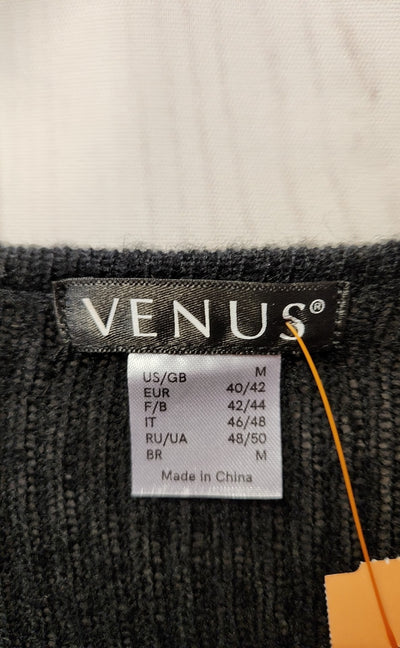 VENUS®
US/GB M
EUR 40/42
F/B 42/44
IT 46/48
RU/UA 48/50
BR M
Made in China